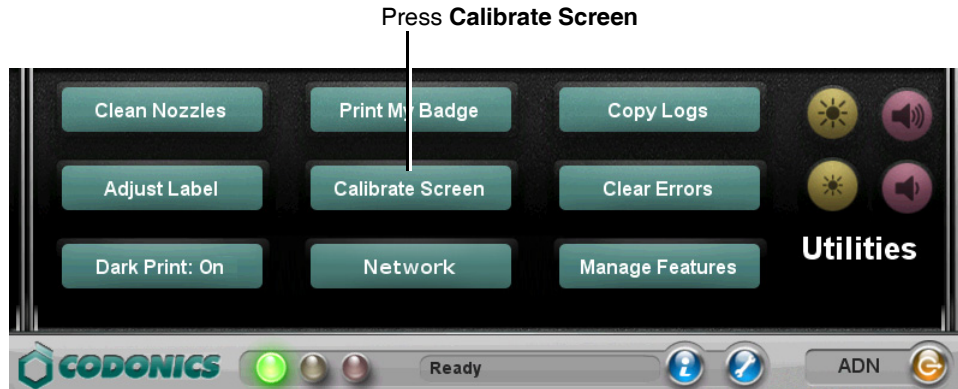 Press Calibrate Screen
Clean Nozzles Print My Badge Copy Logs
Adjust Label Calibrate Screen Clear Errors
Utilities
Dark Print: On Network Manage Features
CODONICS Ready ADN